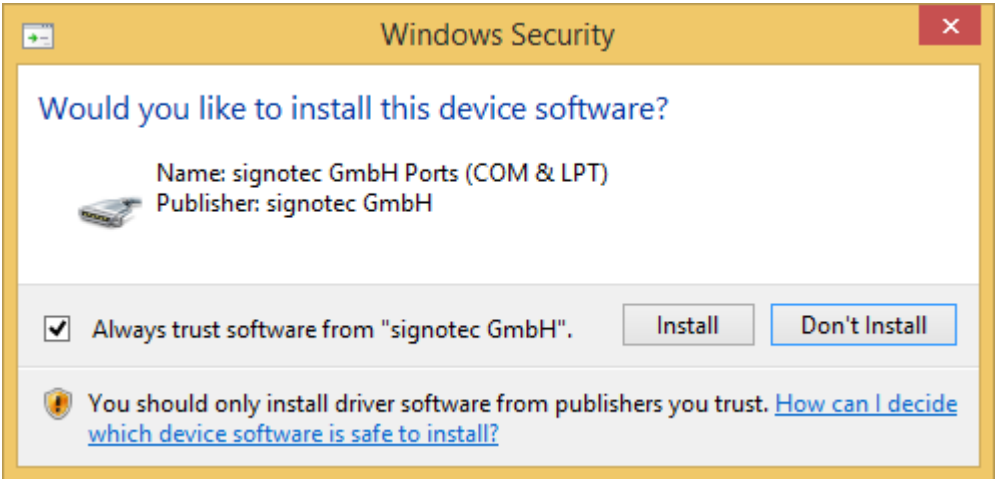 Windows Security
Would you like to install this device software?
Name: signotec GmbH Ports (COM & LPT)
Publisher: signotec GmbH
Always trust software from "signotec GmbH".
Install
Don't Install
You should only install driver software from publishers you trust. How can I decide
which device software is safe to install?